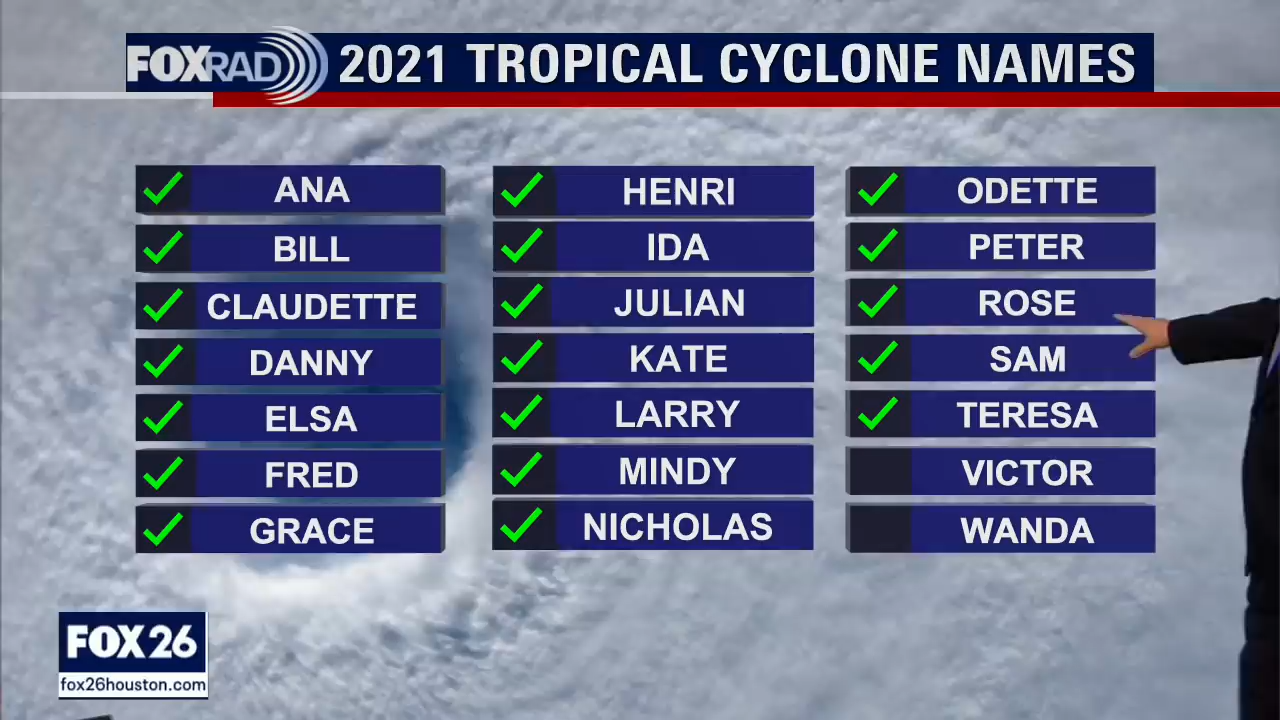 FOXRAD 2021 TROPICAL CYCLONE NAMES
ANA
BILL
CLAUDETTE
DANNY
ELSA
FRED
GRACE
HENRI
IDA
JULIAN
KATE
LARRY
MINDY
NICHOLAS
ODETTE
PETER
ROSE
SAM
TERESA
VICTOR
WANDA
FOX 26
fox26houston.com